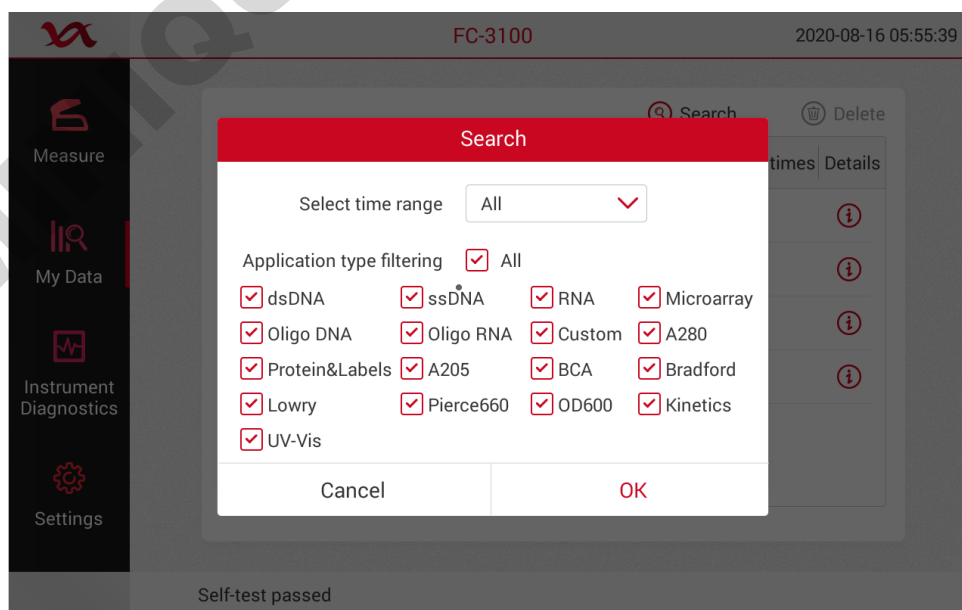 FC-3100
2020-08-16 05:55:39
Measure
My Data
Instrument
Diagnostics
Settings
Search
Delete
times
Details
Search
Select time range All
Application type filtering All
dsDNA ssDNA RNA Microarray
Oligo DNA Oligo RNA Custom A280
Protein&Labels A205 BCA Bradford
Lowry Pierce660 OD600 Kinetics
UV-Vis
Cancel OK
Self-test passed